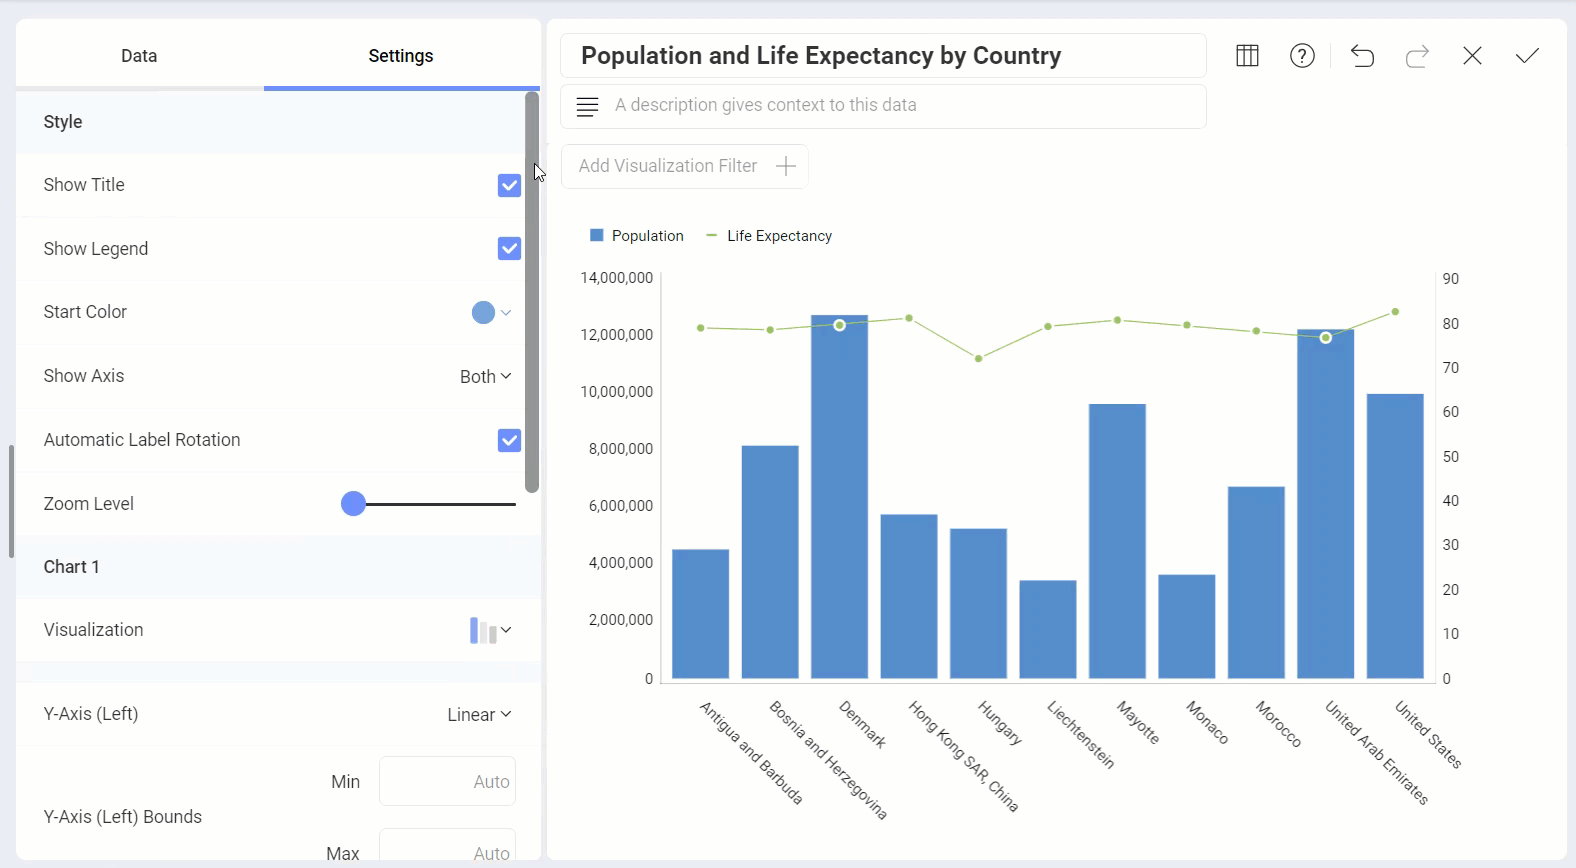 Data
Settings
Style
Show Title
Show Legend
Start Color
Show Axis
Both
Automatic Label Rotation
Zoom Level
Chart 1
Visualization
Y-Axis (Left)
Linear
Min
Auto
Y-Axis (Left) Bounds
Max
Auto
Population and Life Expectancy by Country
?
A description gives context to this data
Add Visualization Filter
Population
Life Expectancy
14,000,000
12,000,000
10,000,000
8,000,000
6,000,000
4,000,000
2,000,000
0
90
80
70
60
50
40
30
20
10
0
Antigua and Barbuda
Bosnia and Herzegovina
Denmark
Hong Kong SAR, China
Hungary
Liechtenstein
Mayotte
Monaco
Morocco
United Arab Emirates
United States